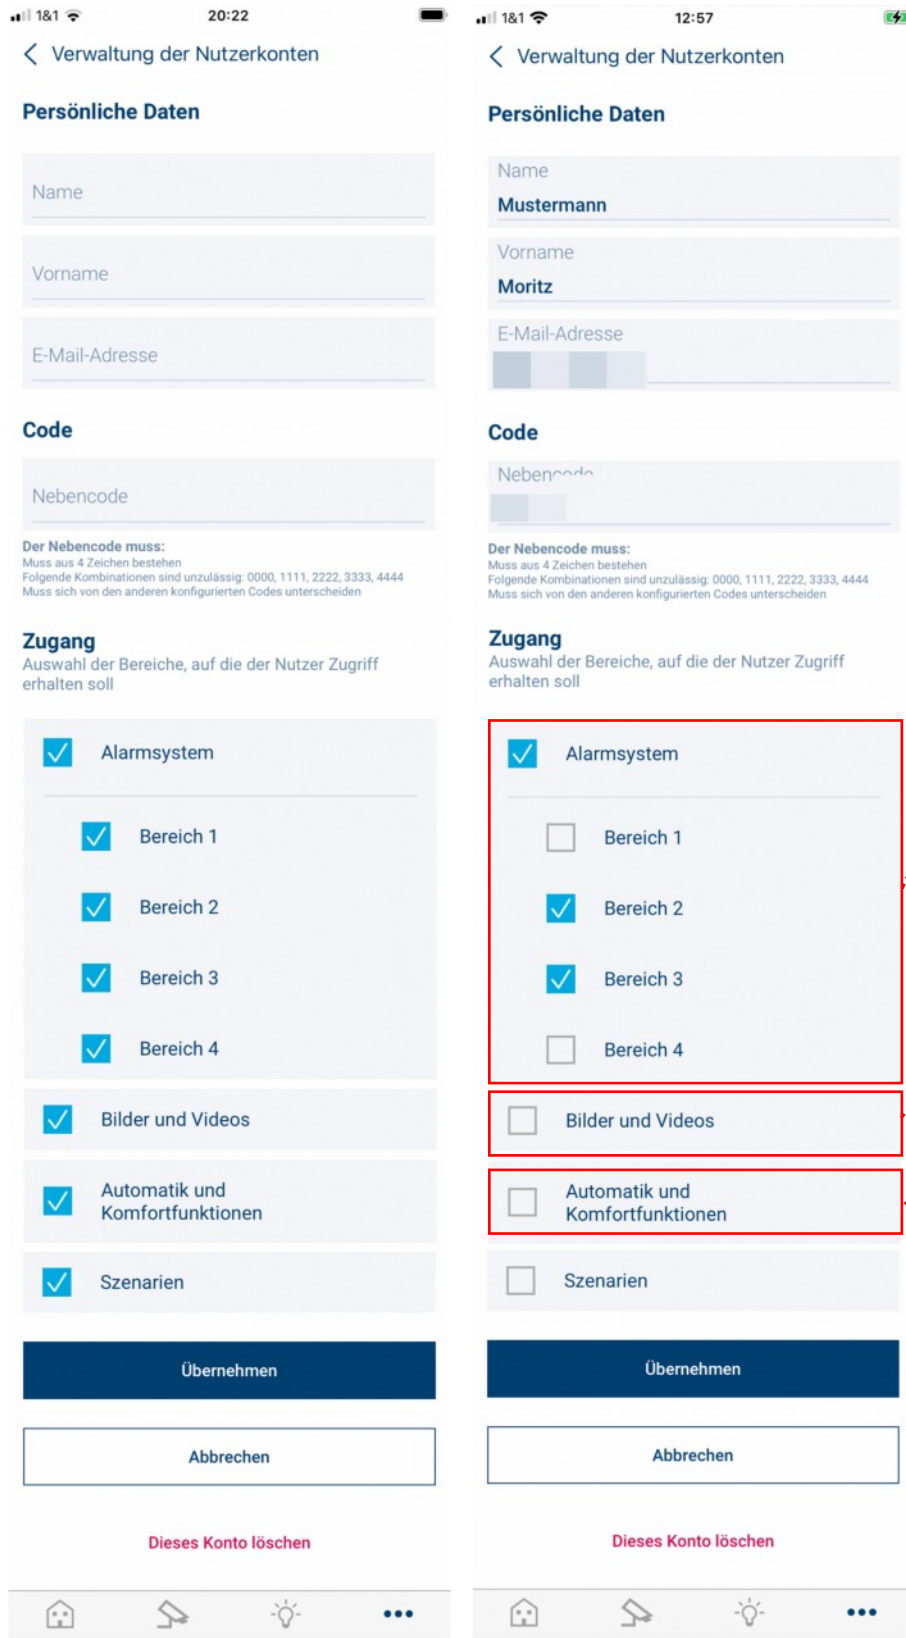 1&1
20:22
Verwaltung der Nutzerkonten
Persönliche Daten
Name
Vorname
E-Mail-Adresse
Code
Nebencode
Der Nebencode muss:
Muss aus 4 Zeichen bestehen
Folgende Kombinationen sind unzulässig: 0000, 1111, 2222, 3333, 4444
Muss sich von den anderen konfigurierten Codes unterscheiden
Zugang
Auswahl der Bereiche, auf die der Nutzer Zugriff
erhalten soll
Alarmsystem
Bereich 1
Bereich 2
Bereich 3
Bereich 4
Bilder und Videos
Automatik und
Komfortfunktionen
Szenarien
Übernehmen
Abbrechen
Dieses Konto löschen
1&1
12:57
Verwaltung der Nutzerkonten
Persönliche Daten
Name
Mustermann
Vorname
Moritz
E-Mail-Adresse
Code
Nebencode
Der Nebencode muss:
Muss aus 4 Zeichen bestehen
Folgende Kombinationen sind unzulässig: 0000, 1111, 2222, 3333, 4444
Muss sich von den anderen konfigurierten Codes unterscheiden
Zugang
Auswahl der Bereiche, auf die der Nutzer Zugriff
erhalten soll
Alarmsystem
Bereich 1
Bereich 2
Bereich 3
Bereich 4
Bilder und Videos
Automatik und
Komfortfunktionen
Szenarien
Übernehmen
Abbrechen
Dieses Konto löschen